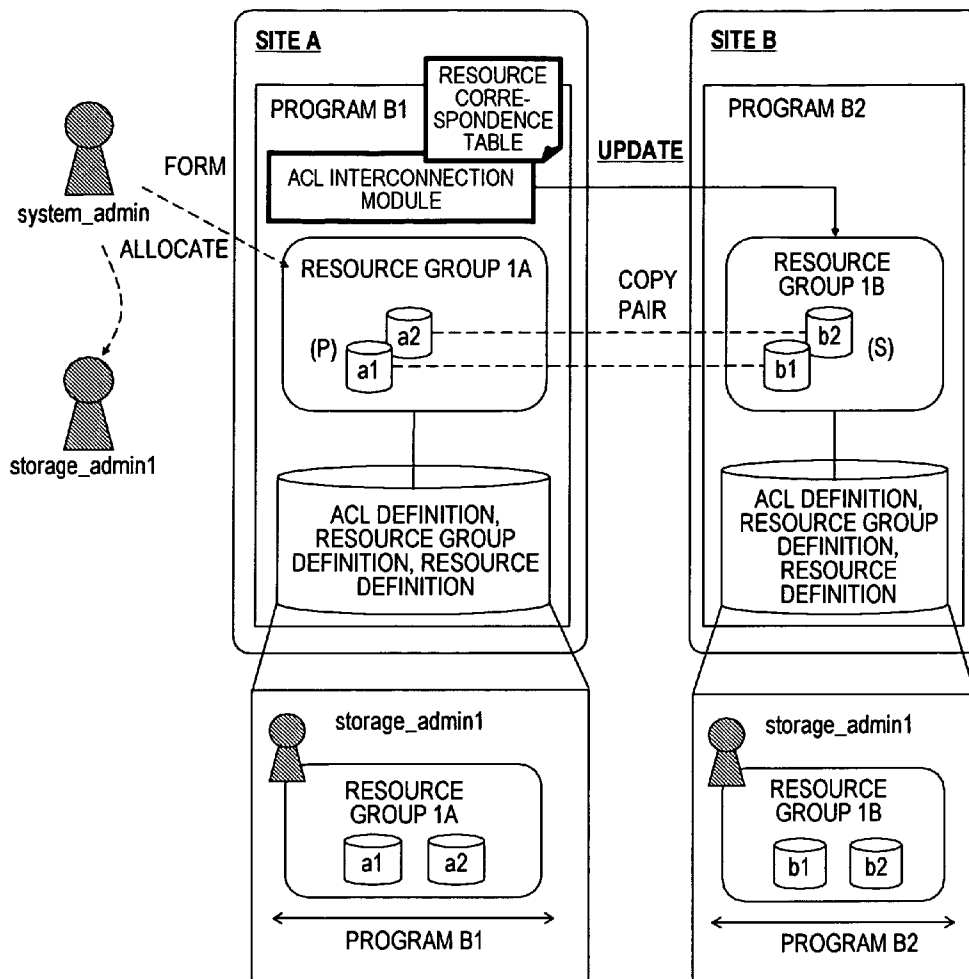 SITE A
SITE B
RESOURCE
CORRE-
SPONDENCE
TABLE
PROGRAM B1
PROGRAM B2
UPDATE
ACL INTERCONNECTION
MODULE
FORM
system_admin
ALLOCATE
RESOURCE GROUP 1A
RESOURCE
GROUP 1B
COPY
PAIR
(P)
a2
a1
b2
b1
(S)
storage_admin1
ACL DEFINITION,
RESOURCE GROUP
DEFINITION, RESOURCE
DEFINITION
ACL DEFINITION,
RESOURCE GROUP
DEFINITION,
RESOURCE
DEFINITION
storage_admin1
RESOURCE
GROUP 1A
a1
a2
PROGRAM B1
storage_admin1
RESOURCE
GROUP 1B
b1
b2
PROGRAM B2